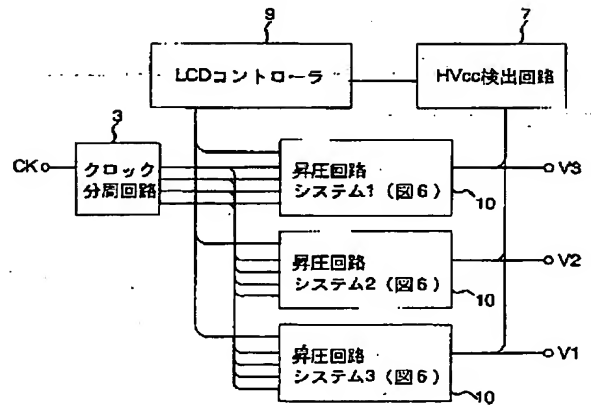 9
7
LCDコントローラ
HVcc検出回路
3
CK
クロック
分周回路
昇圧回路
システム1(図6)
10
V3
昇圧回路
システム2(図6)
10
V2
昇圧回路
システム3(図6)
10
V1